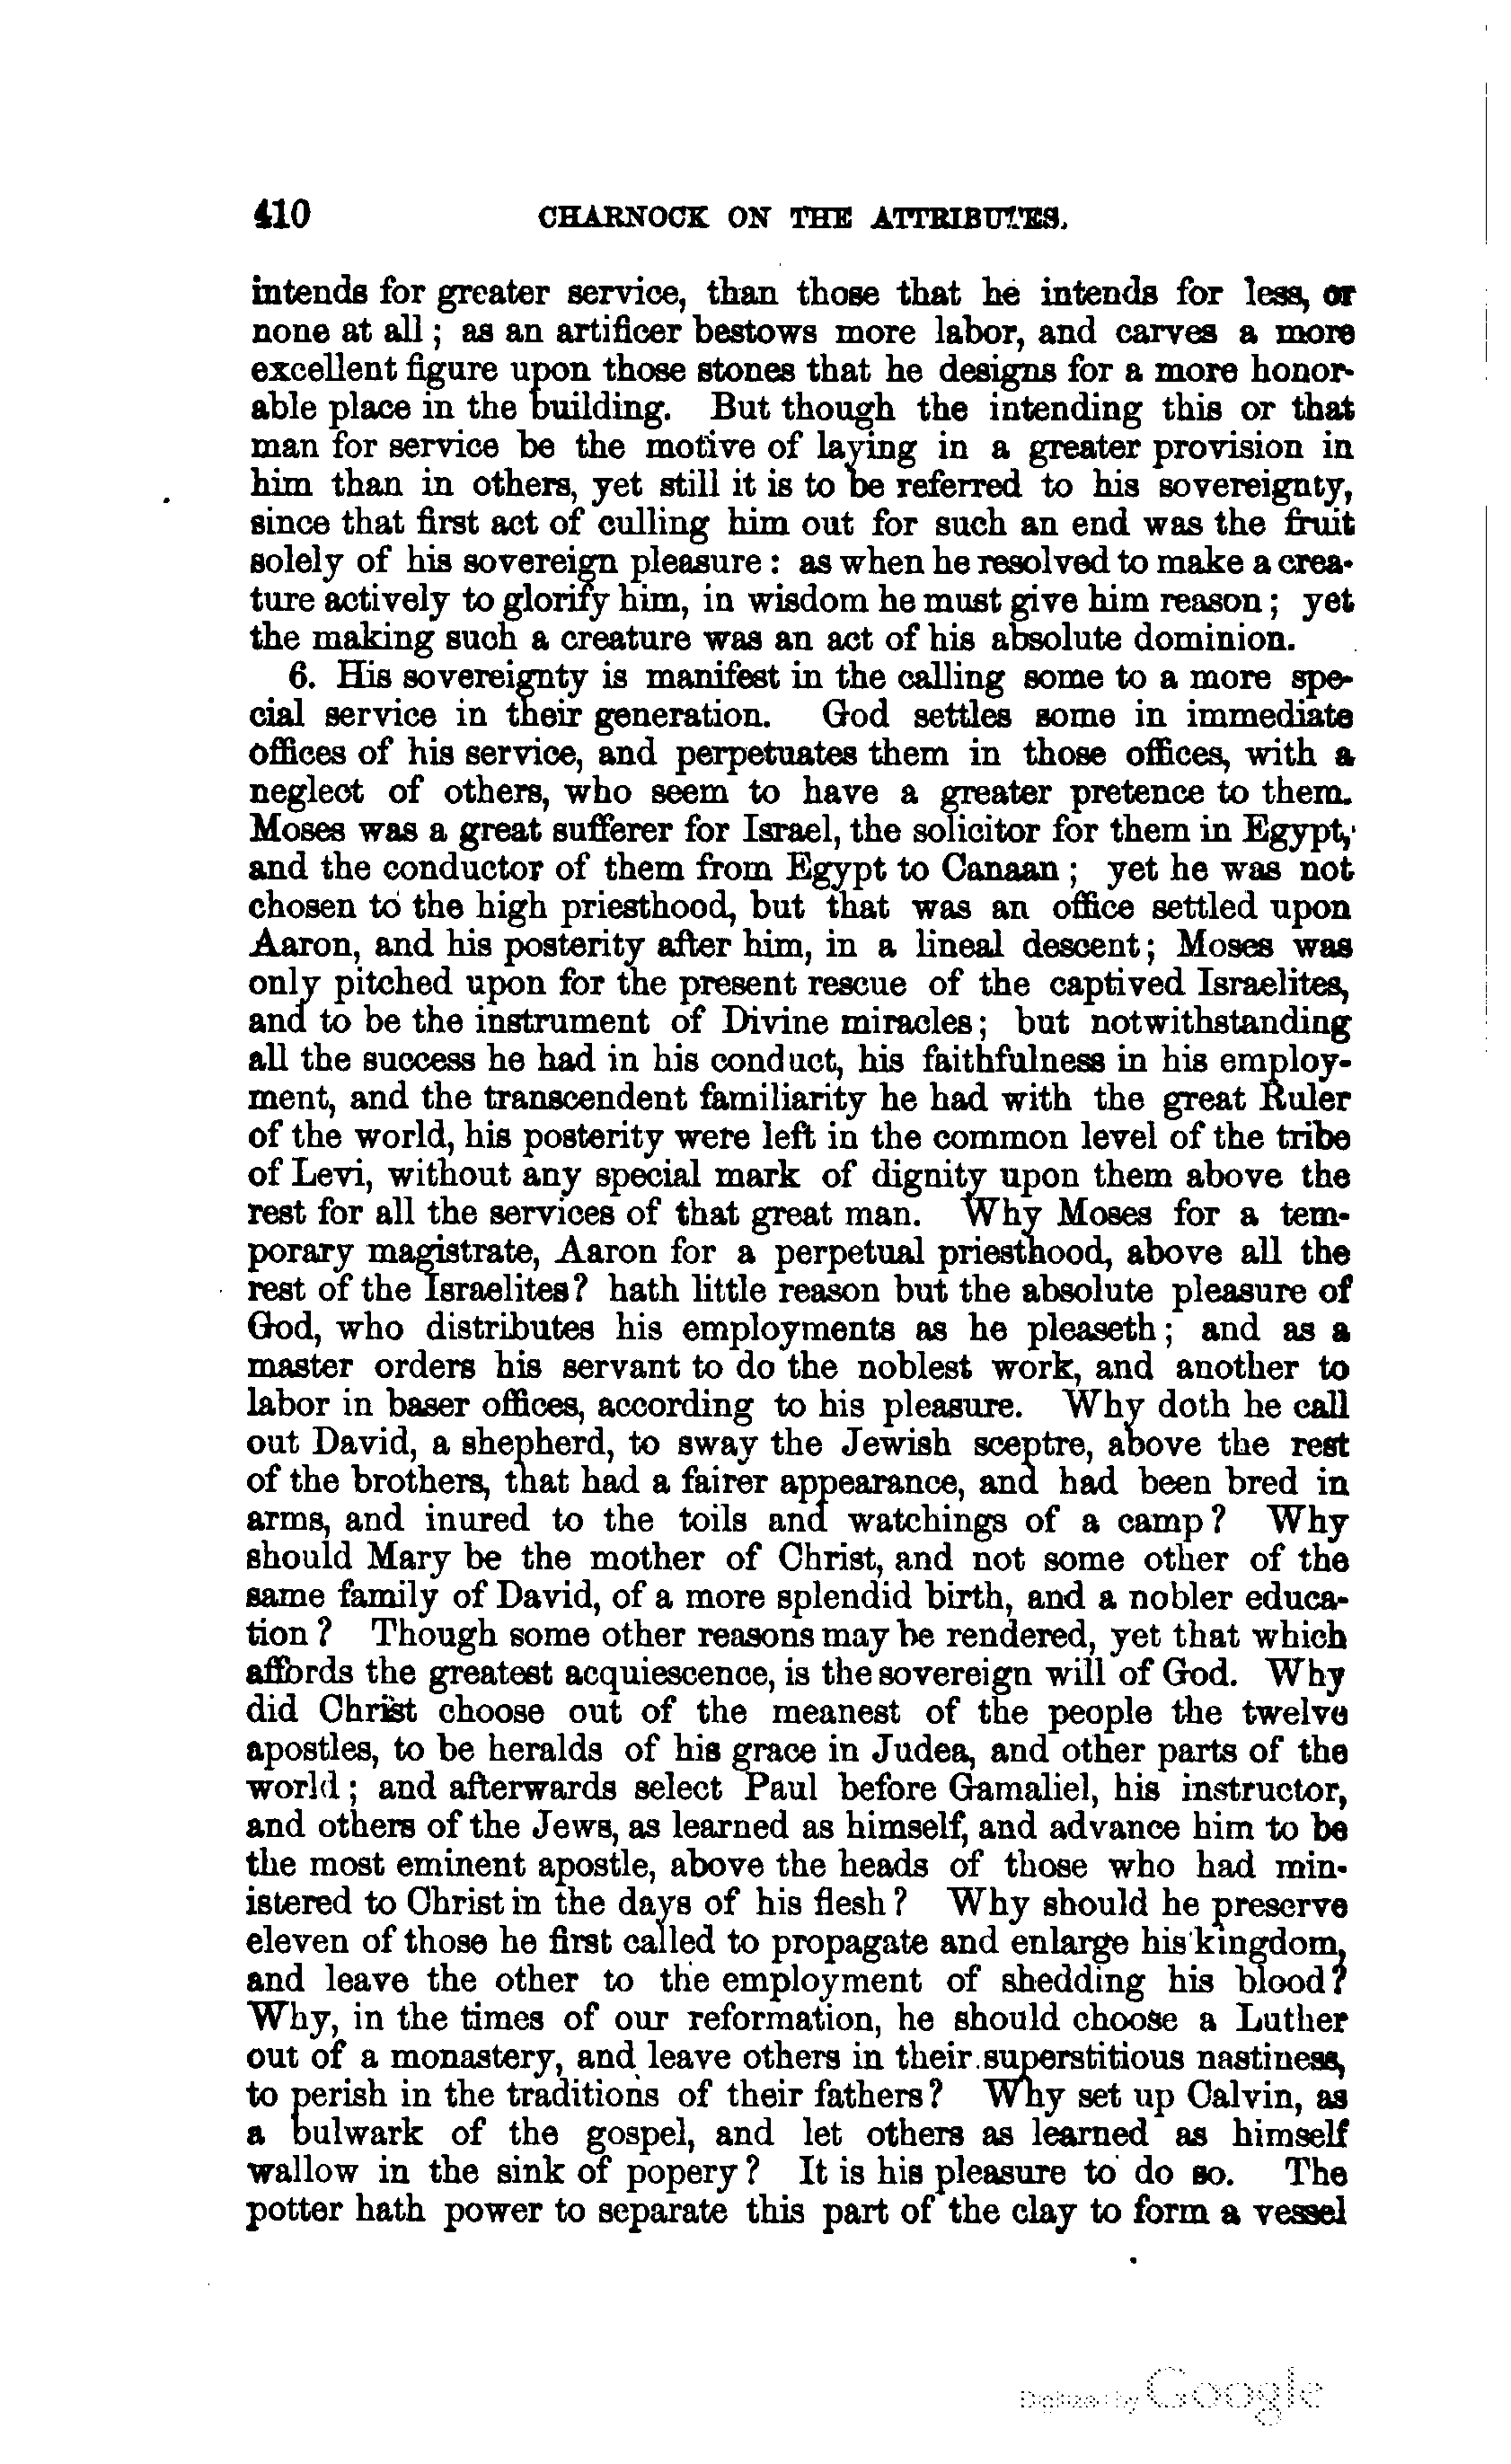 410 CHARNOCK ON THE ATTRIBUTES.
intends for greater service, than those that he intends for less, or
none at all; as an artificer bestows more labor, and carves a more
excellent figure upon those stones that he designs for a more honor-
able place in the building. But though the intending this or that
man for service be the motive of laying in a greater provision in
him than in others, yet still it is to be referred to his sovereignty,
since that first act of culling him out for such an end was the fruit
solely of his sovereign pleasure: as when he resolved to make a crea-
ture actively to glorify him, in wisdom he must give him reason; yet
the making such a creature was an act of his absolute dominion.
6. His sovereignty is manifest in the calling some to a more spe-
cial service in their generation. God settles some in immediate
offices of his service, and perpetuates them in those offices, with a
neglect of others, who seem to have a greater pretence to them.
Moses was a great sufferer for Israel, the solicitor for them in Egypt,
and the conductor of them from Egypt to Canaan; yet he was not
chosen to the high priesthood, but that was an office settled upon
Aaron, and his posterity after him, in a lineal descent; Moses was
only pitched upon for the present rescue of the captived Israelites,
and to be the instrument of Divine miracles; but notwithstanding
all the success he had in his conduct, his faithfulness in his employ-
ment, and the transcendent familiarity he had with the great Ruler
of the world, his posterity were left in the common level of the tribe
of Levi, without any special mark of dignity upon them above the
rest for all the services of that great man. Why Moses for a tem-
porary magistrate, Aaron for a perpetual priesthood, above all the
rest of the Israelites? hath little reason but the absolute pleasure of
God, who distributes his employments as he pleaseth; and as a
master orders his servant to do the noblest work, and another to
labor in baser offices, according to his pleasure. Why doth he call
out David, a shepherd, to sway the Jewish sceptre, above the rest
of the brothers, that had a fairer appearance, and had been bred in
arms, and inured to the toils and watchings of a camp? Why
should Mary be the mother of Christ, and not some other of the
same family of David, of a more splendid birth, and a nobler educa-
tion? Though some other reasons may be rendered, yet that which
affords the greatest acquiescence, is the sovereign will of God. Why
did Christ choose out of the meanest of the people the twelve
apostles, to be heralds of his grace in Judea, and other parts of the
world; and afterwards select Paul before Gamaliel, his instructor,
and others of the Jews, as learned as himself, and advance him to be
the most eminent apostle, above the heads of those who had min-
istered to Christ in the days of his flesh? Why should he preserve
eleven of those he first called to propagate and enlarge his kingdom,
and leave the other to the employment of shedding his blood?
Why, in the times of our reformation, he should choose a Luther
out of a monastery, and leave others in their superstitious nastiness,
to perish in the traditions of their fathers? Why set up Calvin, as
a bulwark of the gospel, and let others as learned as himself
wallow in the sink of popery? It is his pleasure to do so. The
potter hath power to separate this part of the clay to form a vessel
Digitized by Google